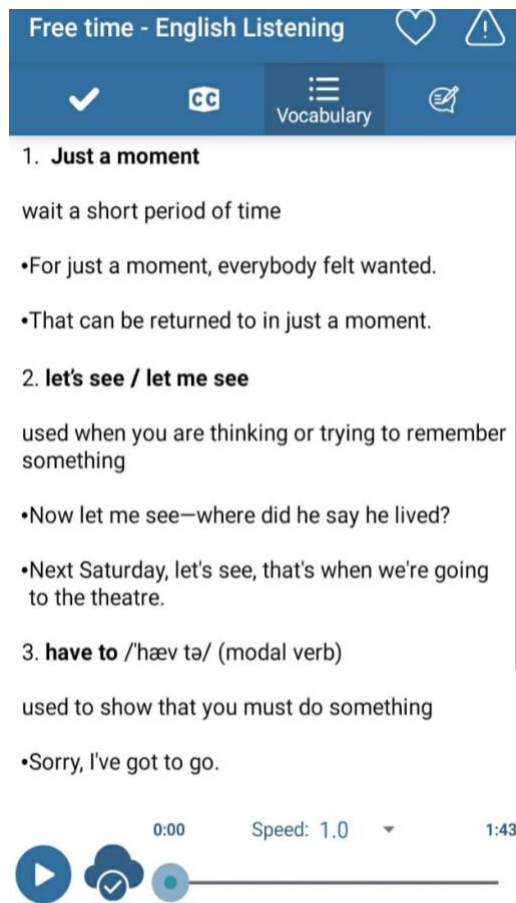 Free time - English Listening
CC
Vocabulary
1. Just a moment
wait a short period of time
•For just a moment, everybody felt wanted.
•That can be returned to in just a moment.
2. let's see / let me see
used when you are thinking or trying to remember
something
•Now let me see—where did he say he lived?
•Next Saturday, let's see, that's when we're going
to the theatre.
3. have to /'hæv tə/ (modal verb)
used to show that you must do something
•Sorry, I've got to go.
0:00 Speed: 1.0 1:43